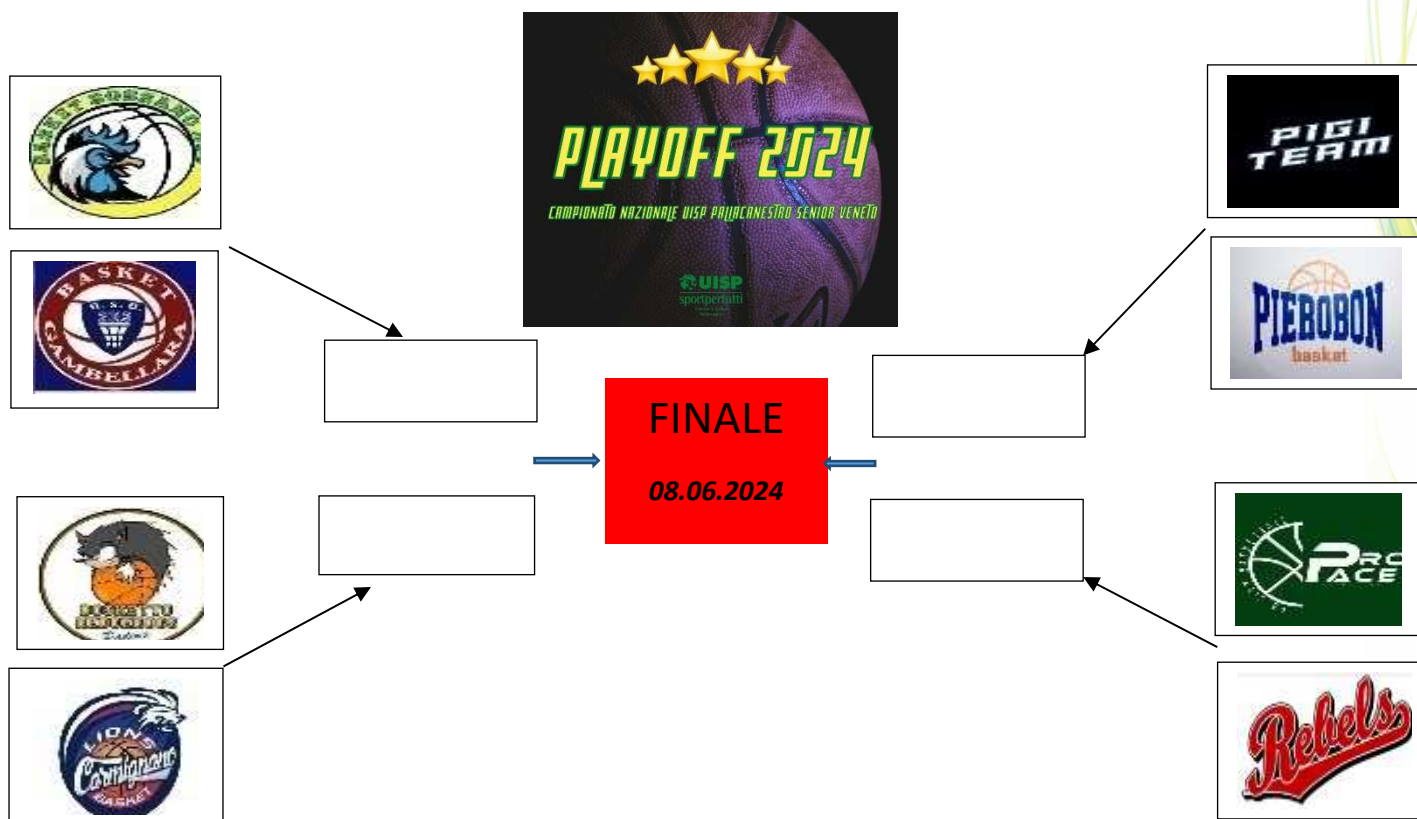 PLAYOFF 2024
CAMPIONATO NAZIONALE UISP PALLACANESTRO SENIOR VENETO
UISP
sportpertutti
BASKET
BASKET
GAMBELLARA
LIONS
Carmignano
BASKET
FINALE
08.06.2024
PIGI
TEAM
PIEROBON
basket
PRO
PACE
Rebels